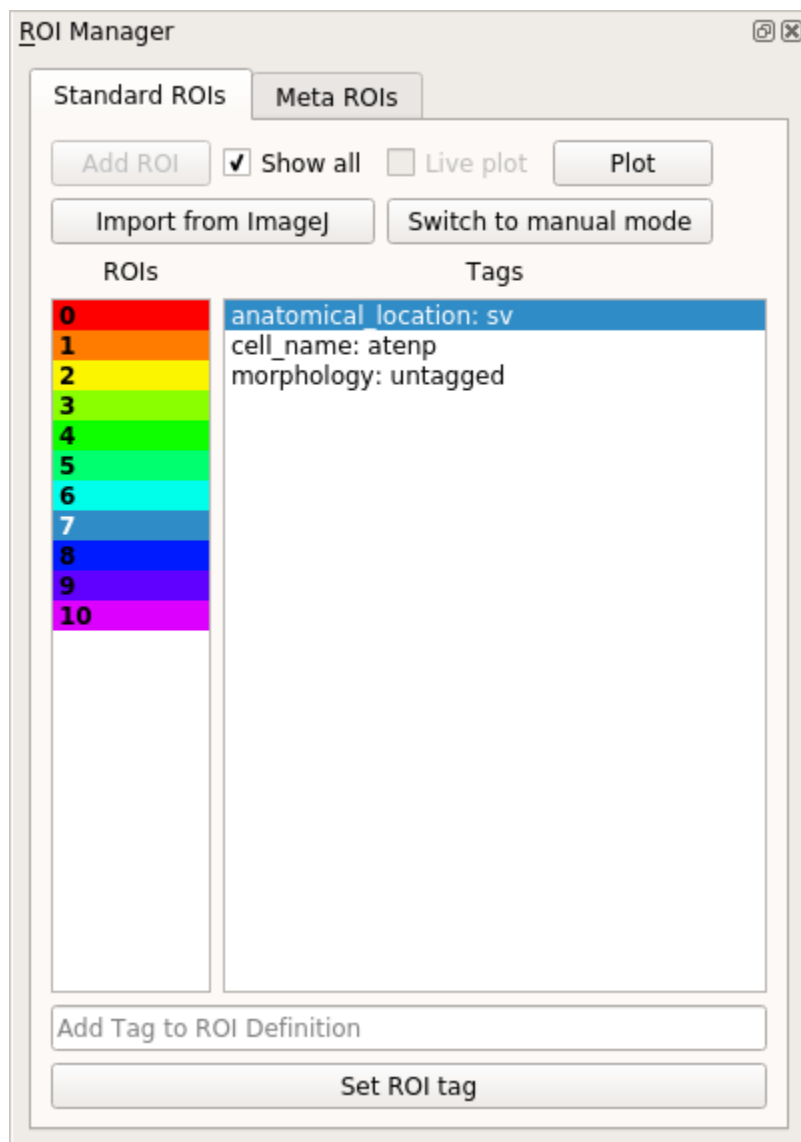 ROI Manager
Standard ROIs Meta ROIs
Add ROI Show all Live plot Plot
Import from ImageJ Switch to manual mode
ROIs Tags
0 anatomical_location: sv
1 cell_name: atenp
2 morphology: untagged
3
4
5
6
7
8
9
10
Add Tag to ROI Definition
Set ROI tag